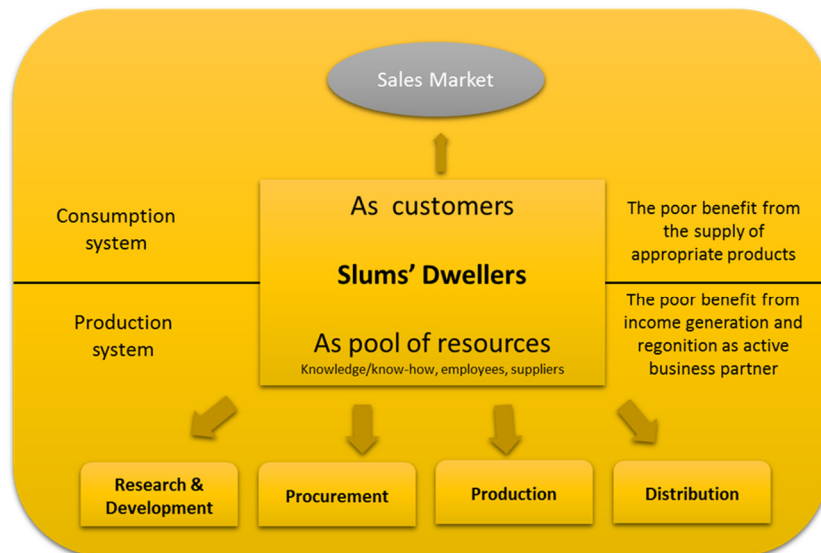 Sales Market
As customers
Consumption
system
The poor benefit from
the supply of
appropriate products
Slums' Dwellers
Production
system
As pool of resources
Knowledge/know-how, employees, suppliers
The poor benefit from
income generation and
regonition as active
business partner
Research &
Development
Procurement
Production
Distribution